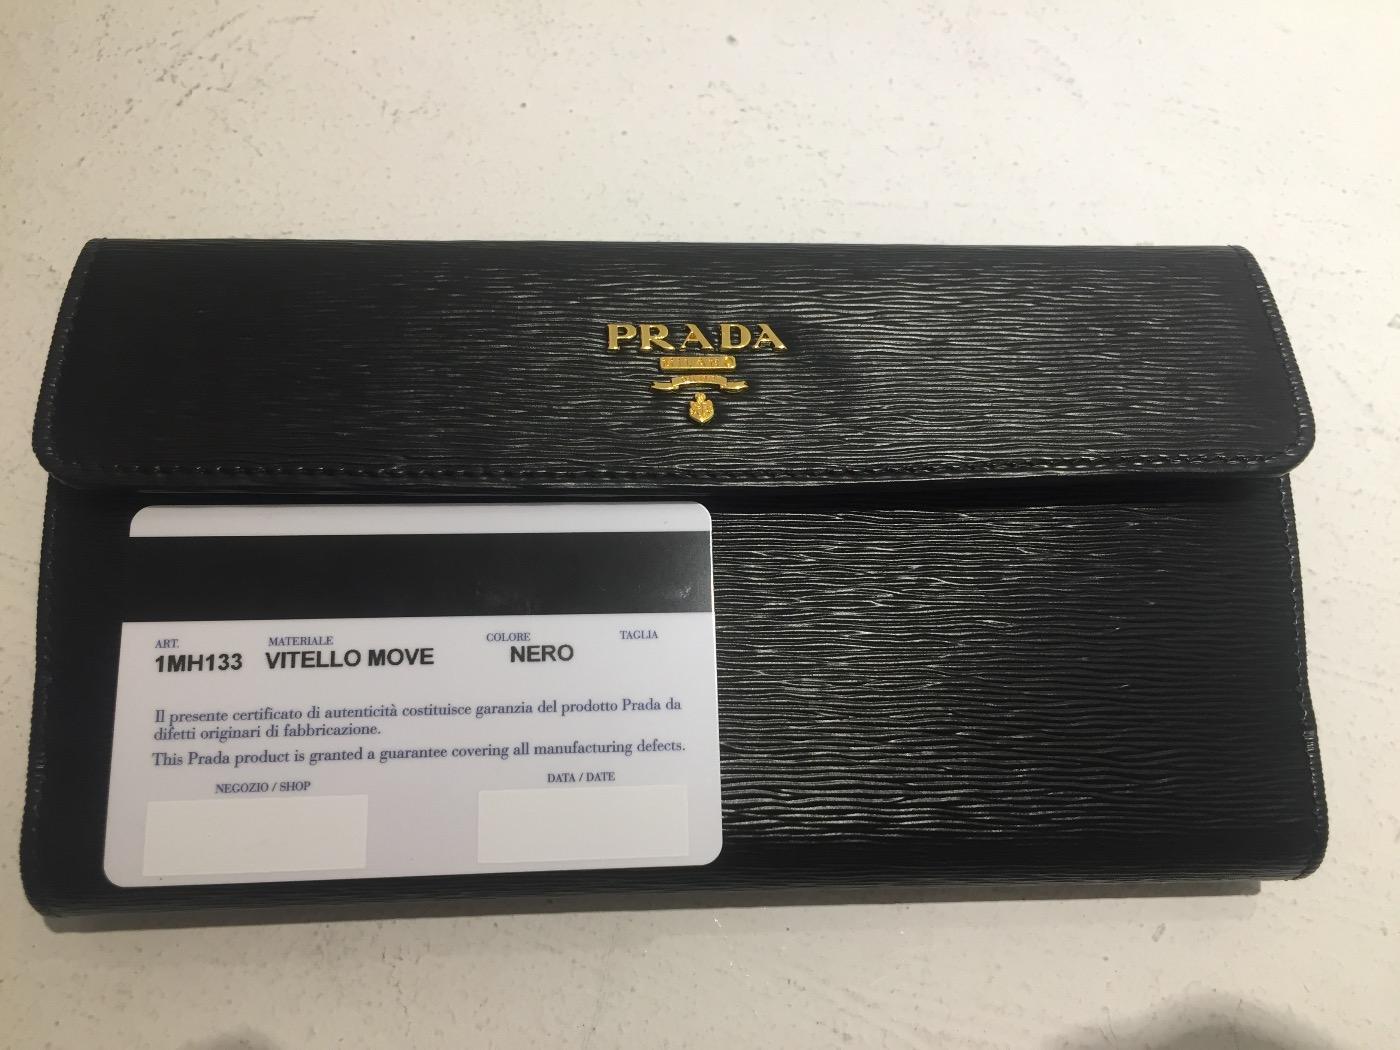 PRADA
MILANO
ART. MATERIALE COLORE TAGLIA
1MH133 VITELLO MOVE NERO
Il presente certificato di autenticità costituisce garanzia del prodotto Prada da
difetti originari di fabbricazione.
This Prada product is granted a guarantee covering all manufacturing defects.
NEGOZIO / SHOP DATA / DATE